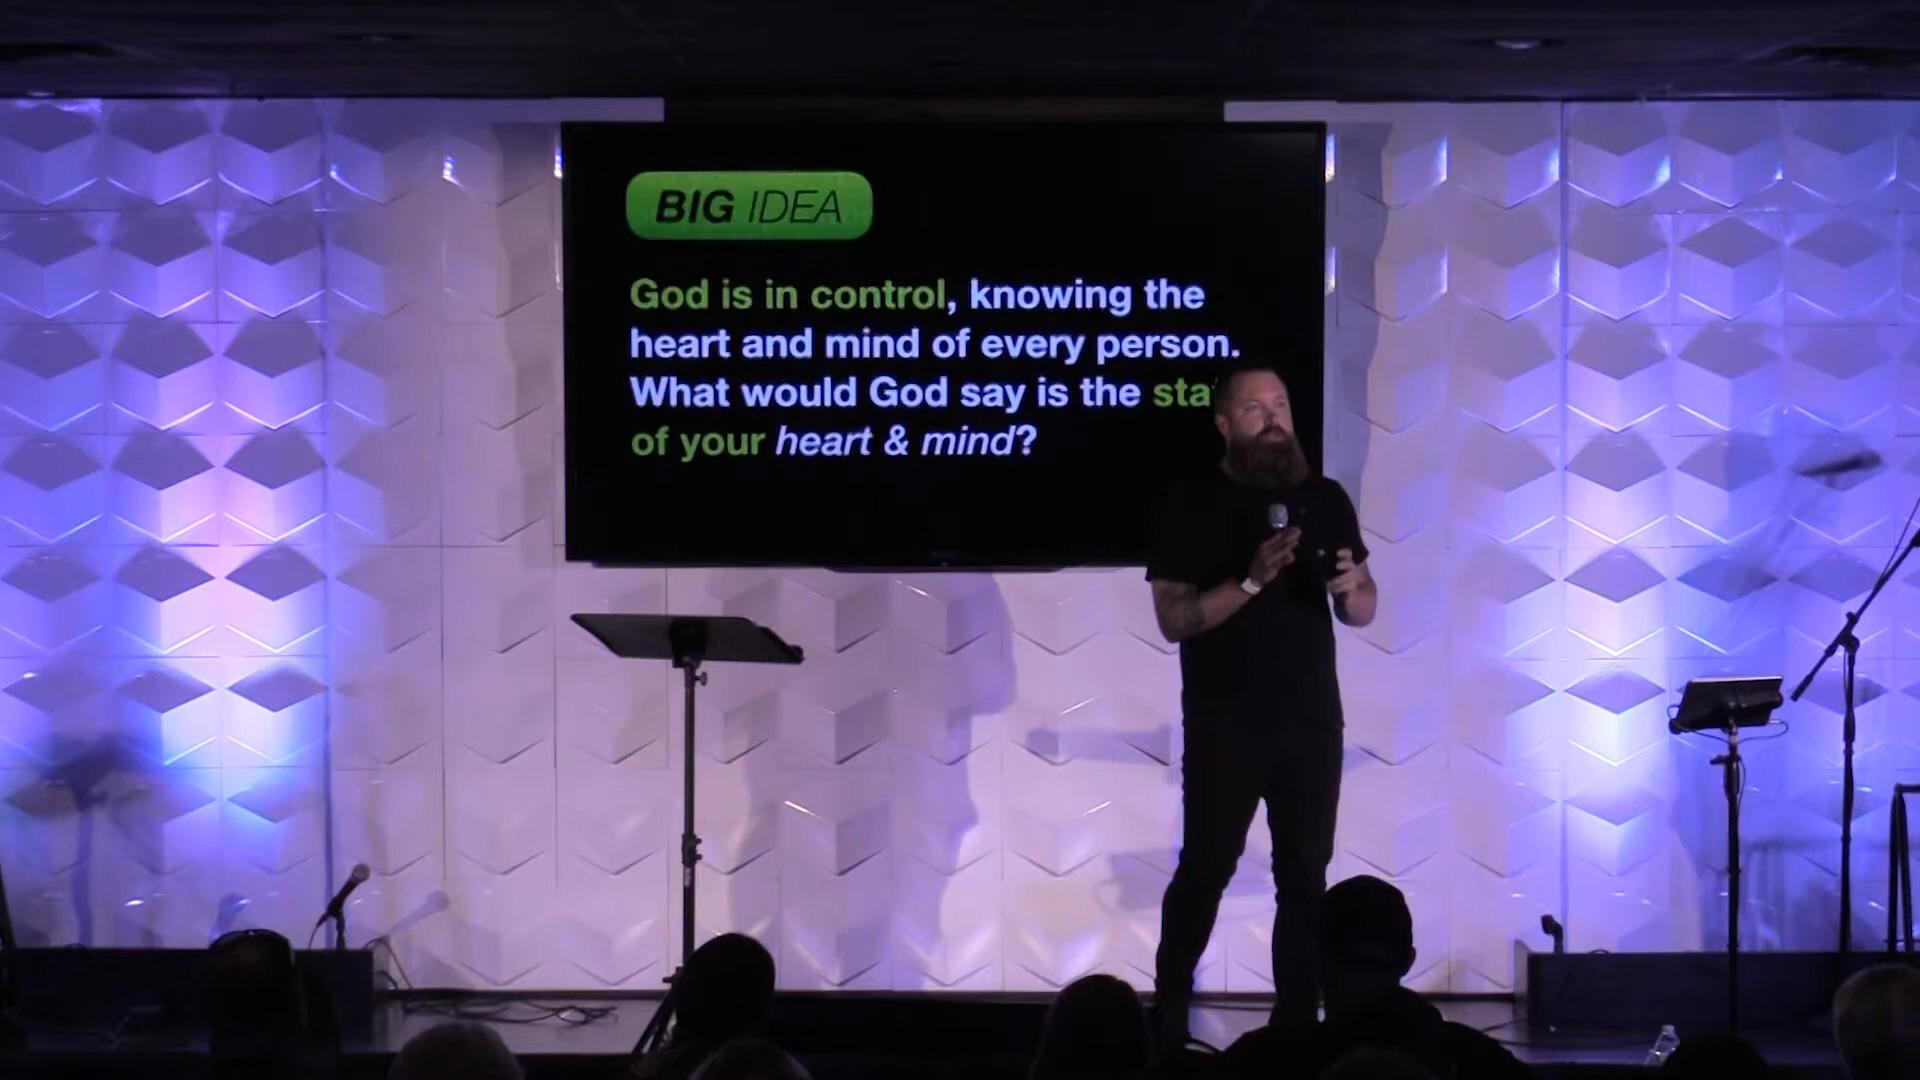 BIG IDEA
God is in control, knowing the
heart and mind of every person.
What would God say is the
of your heart & mind?